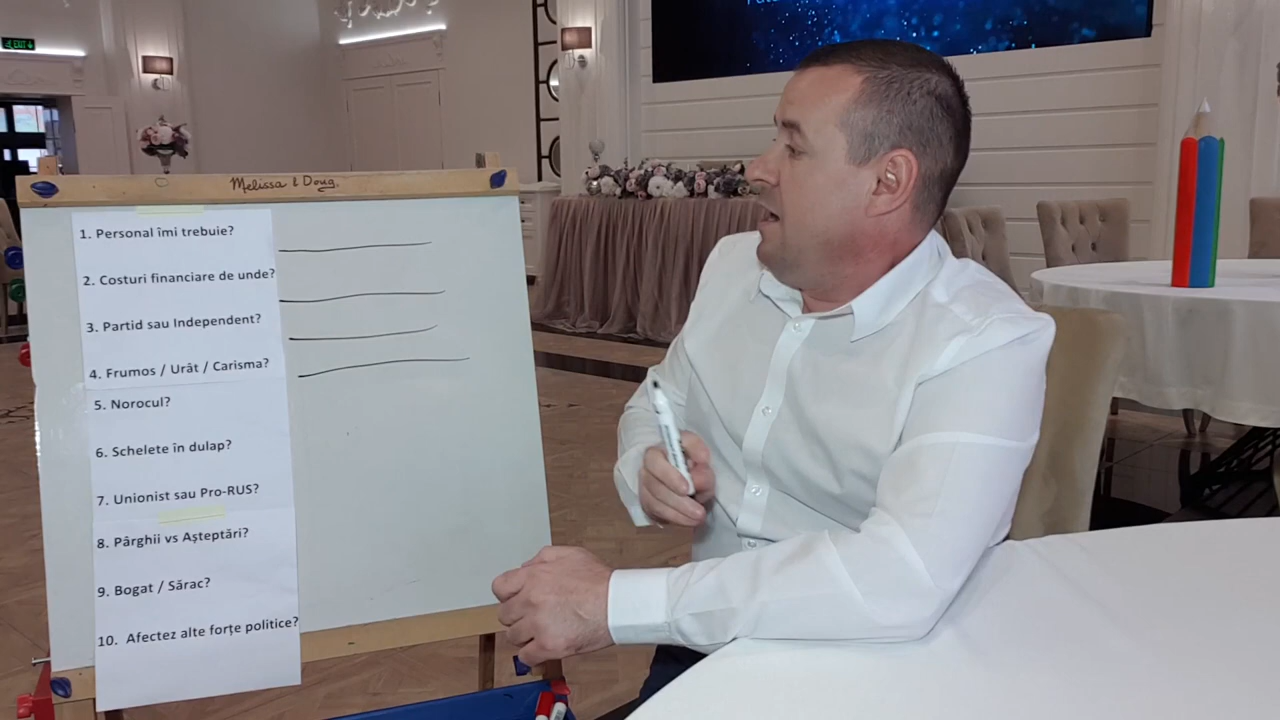 EXIT
Melissa & Doug
1. Personal îmi trebuie?
2. Costuri financiare de unde?
3. Partid sau Independent?
4. Frumos / Urât / Carisma?
5. Norocul?
6. Schelete în dulap?
7. Unionist sau Pro-RUS?
8. Pârghii vs Așteptări?
9. Bogat / Sărac?
10. Afectez alte forțe politice?